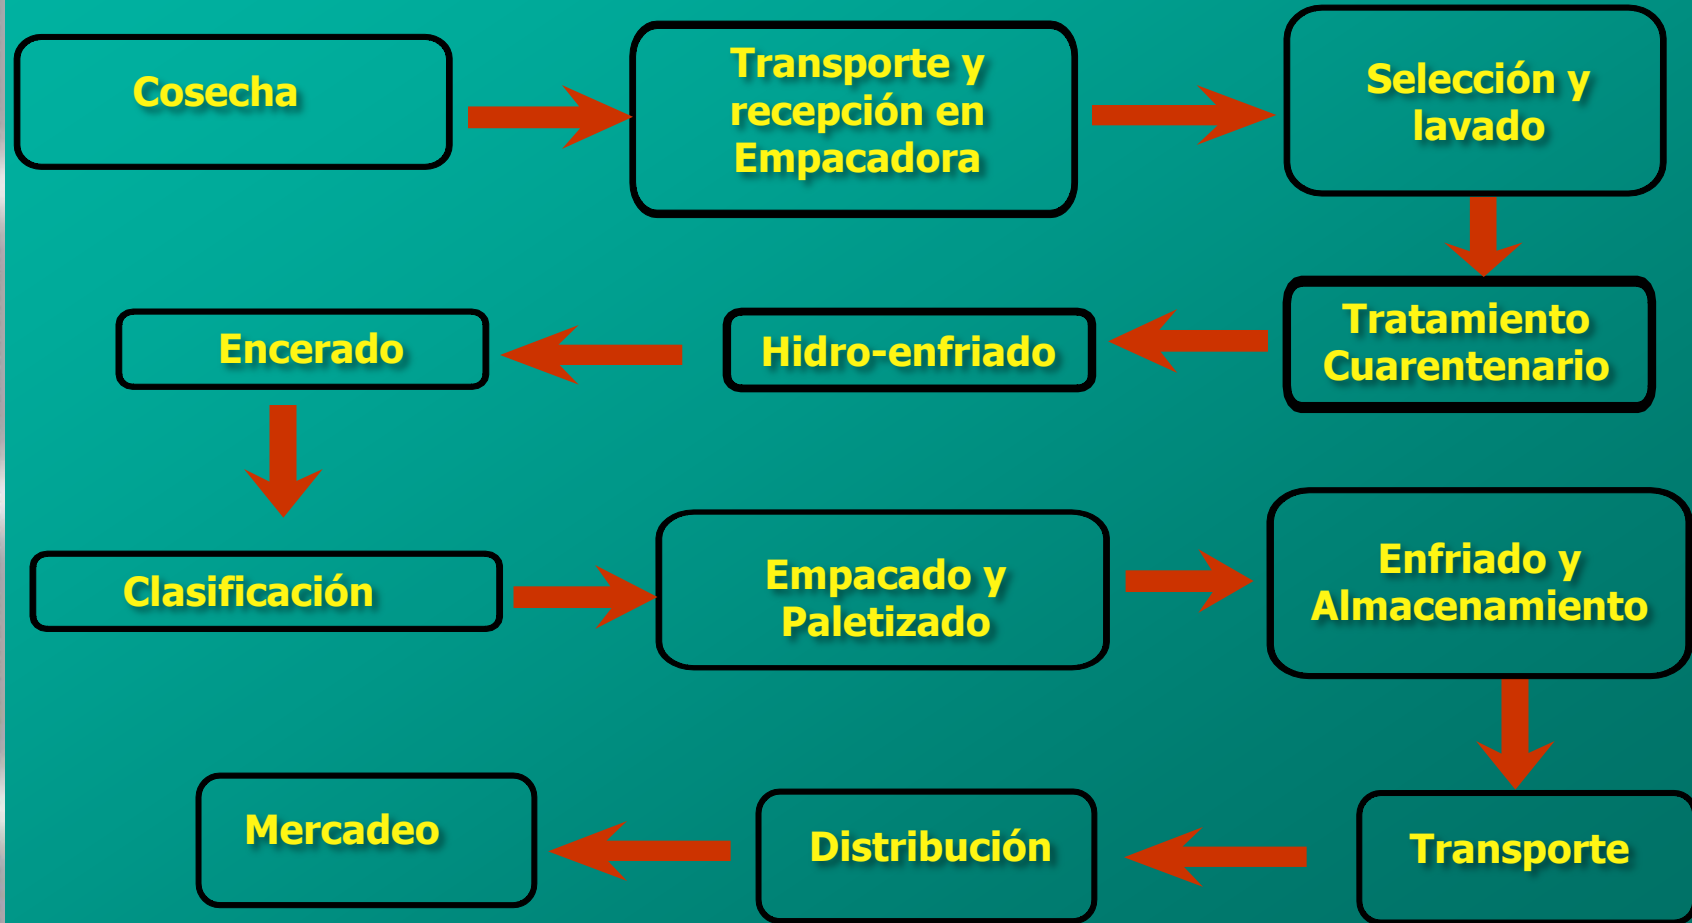 Cosecha
Transporte y
recepción en
Empacadora
Selección y
lavado
Tratamiento
Cuarentenario
Hidro-enfriado
Encerado
Clasificación
Empacado y
Paletizado
Enfriado y
Almacenamiento
Transporte
Distribución
Mercadeo